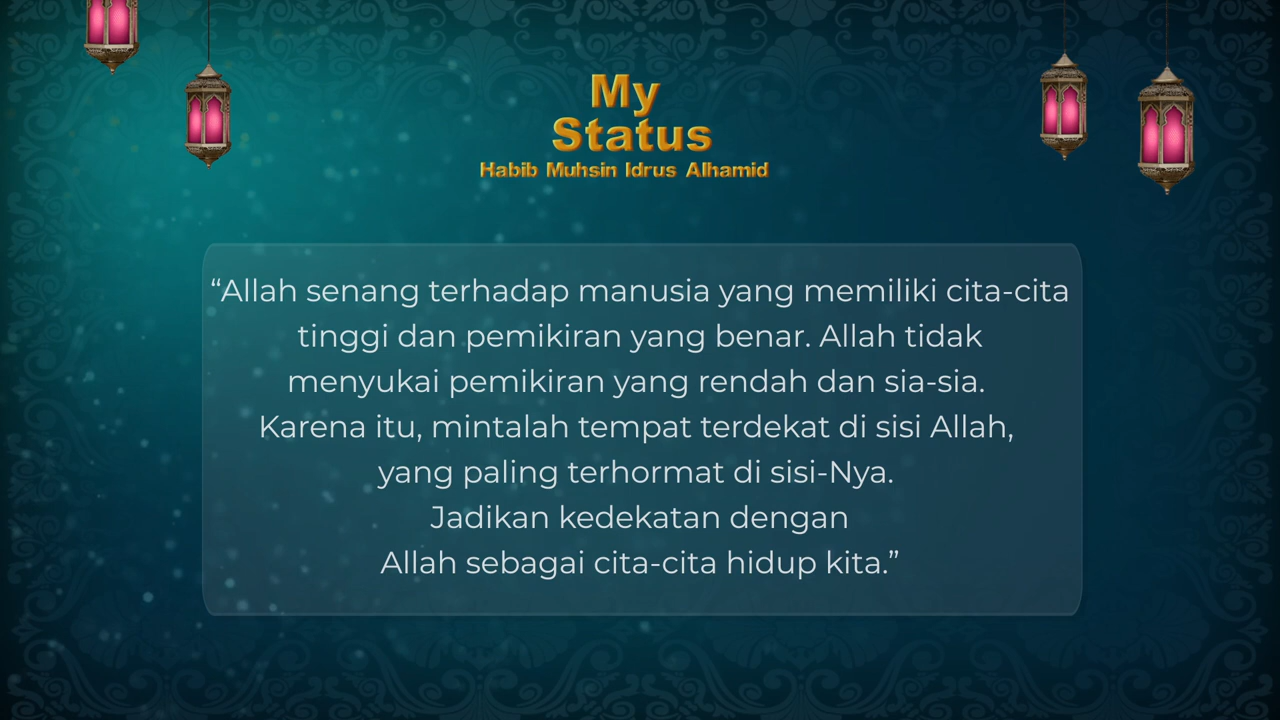 My
Status
Habib Muhsin Idrus Alhamid
“Allah senang terhadap manusia yang memiliki cita-cita
tinggi dan pemikiran yang benar. Allah tidak
menyukai pemikiran yang rendah dan sia-sia.
Karena itu, mintalah tempat terdekat di sisi Allah,
yang paling terhormat di sisi-Nya.
Jadikan kedekatan dengan
Allah sebagai cita-cita hidup kita.”